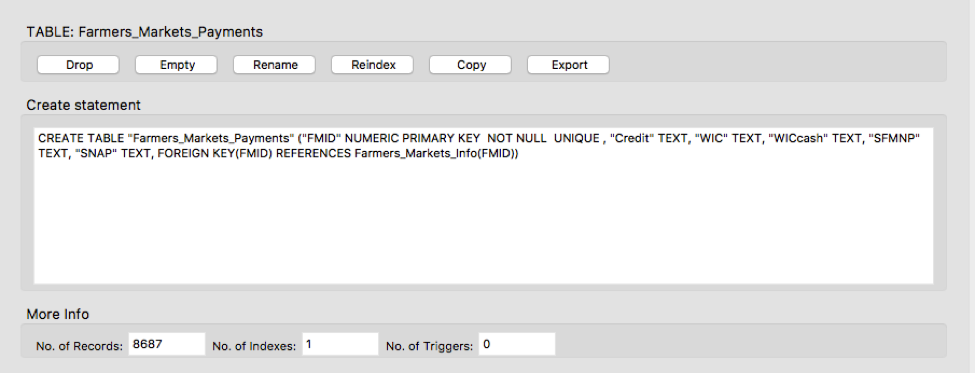 TABLE: Farmers_Markets_Payments
Drop Empty Rename Reindex Copy Export
Create statement
CREATE TABLE "Farmers_Markets_Payments" ("FMID" NUMERIC PRIMARY KEY  NOT NULL  UNIQUE , "Credit" TEXT, "WIC" TEXT, "WICcash" TEXT, "SFMNP"
TEXT, "SNAP" TEXT, FOREIGN KEY(FMID) REFERENCES Farmers_Markets_Info(FMID))
More Info
No. of Records: 8687 No. of Indexes: 1 No. of Triggers: 0